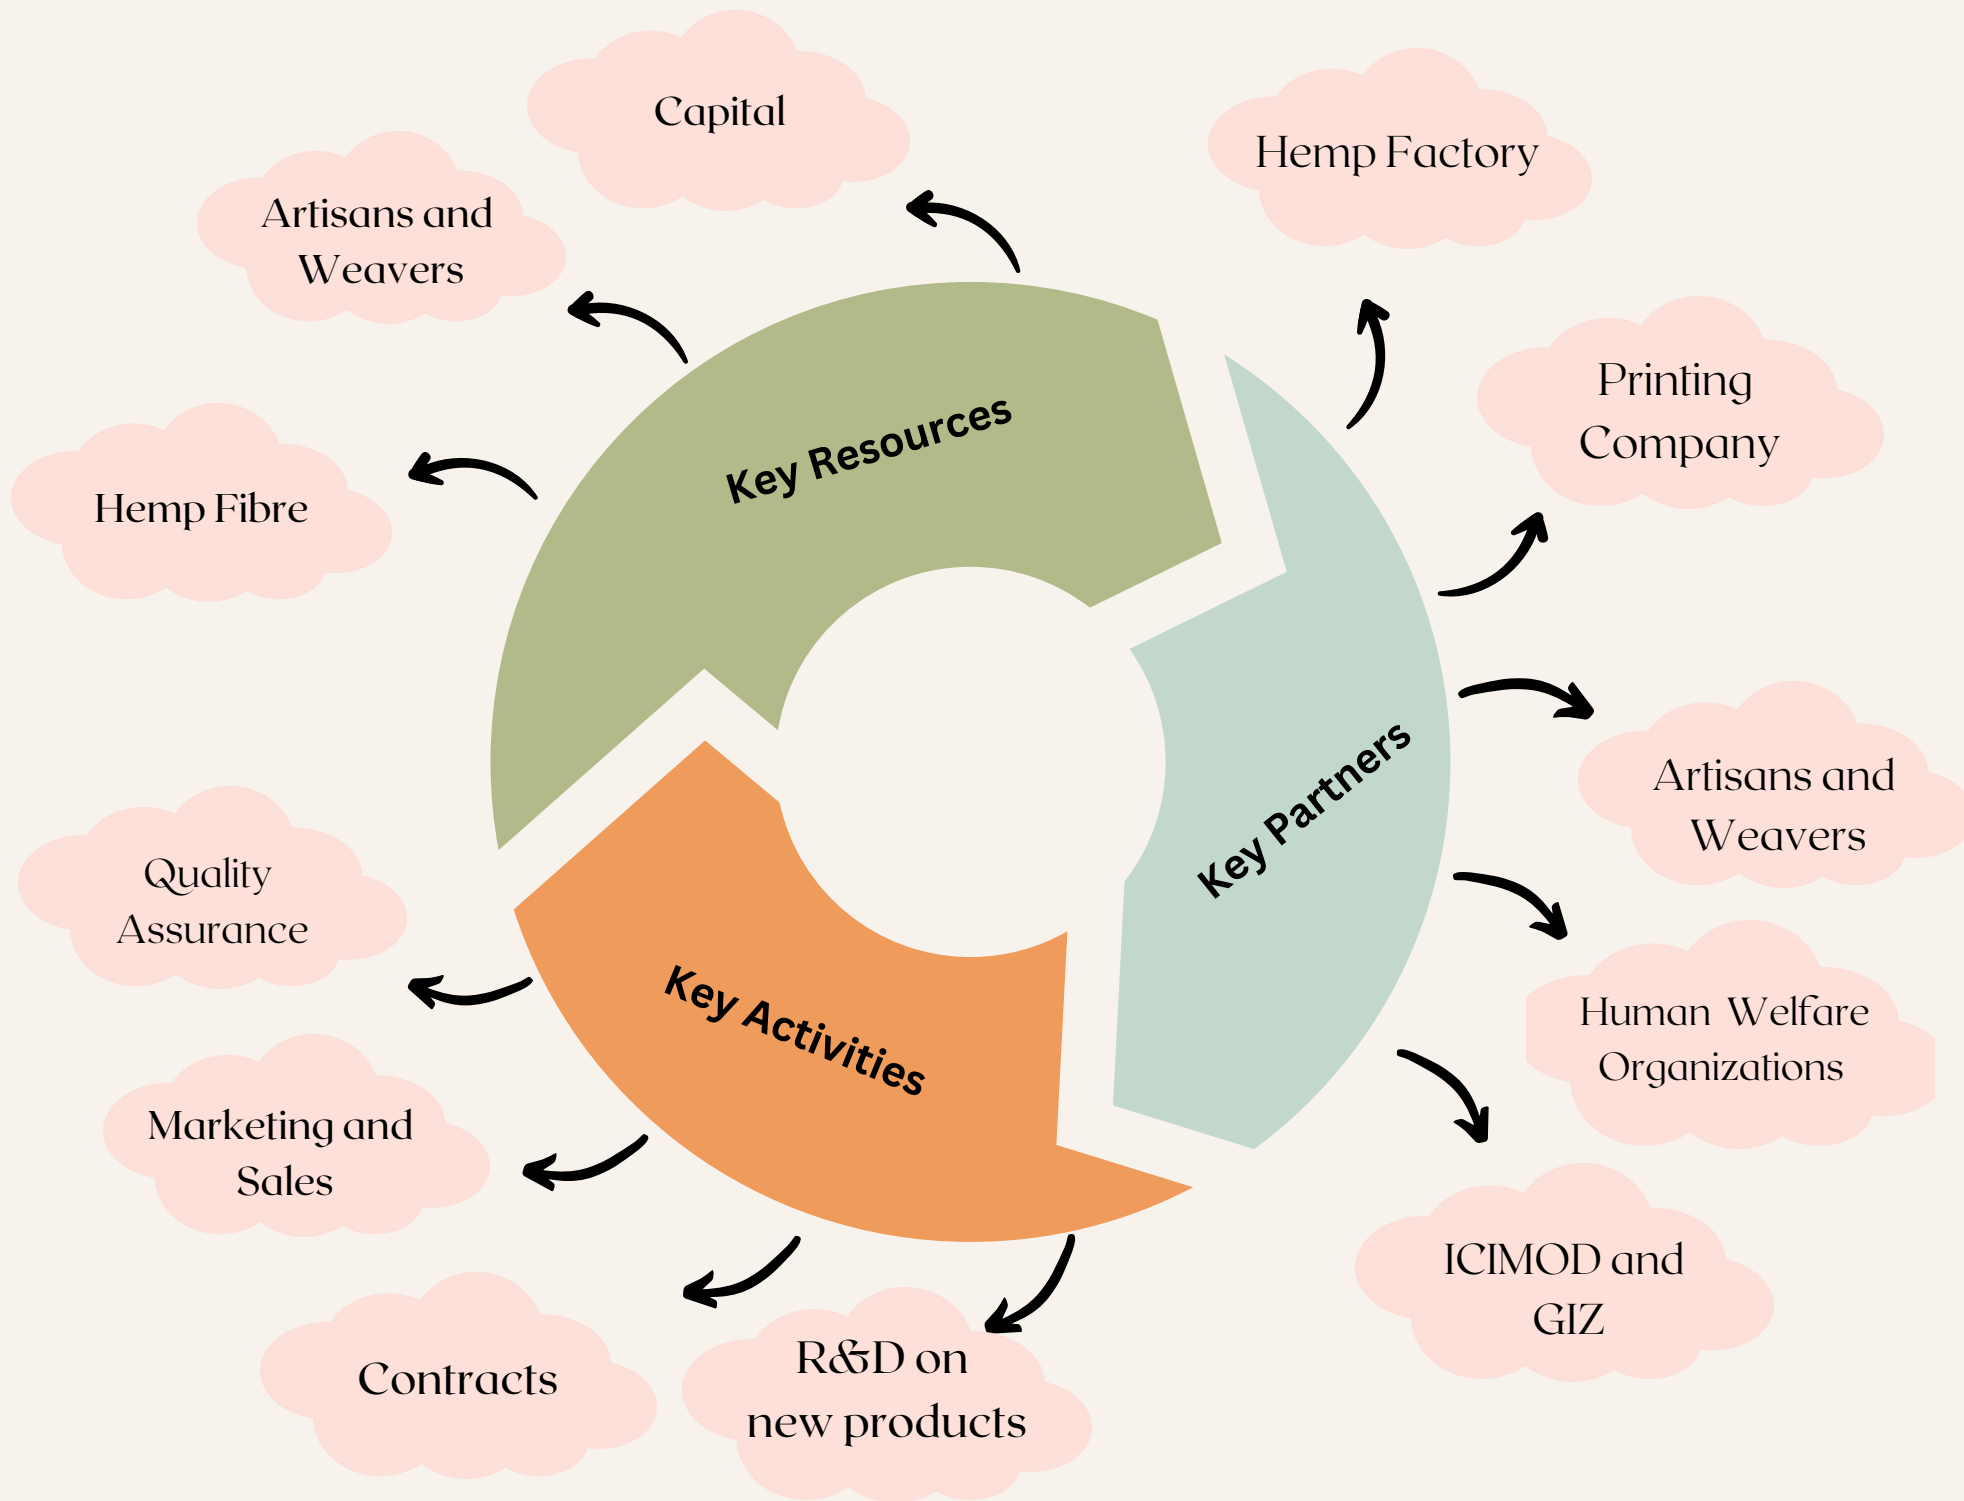 Capital
Hemp Factory
Artisans and
Weavers
Printing
Company
Key Resources
Hemp Fibre
Key Partners
Artisans and
Weavers
Quality
Assurance
Key Activities
Human  Welfare
Organizations
Marketing and
Sales
ICIMOD and
GIZ
Contracts
R&D on
new products